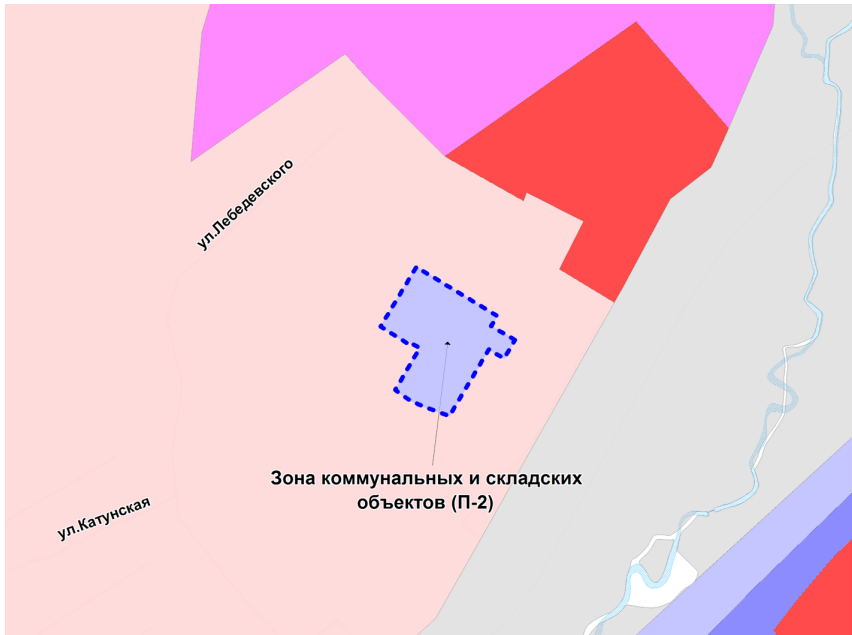 ул.Лебедевского
Зона коммунальных и складских
объектов (П-2)
ул.Катунская